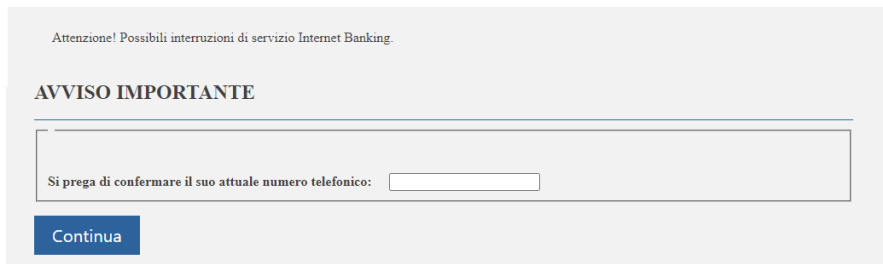 Attenzione! Possibili interruzioni di servizio Internet Banking.
AVVISO IMPORTANTE
Si prega di confermare il suo attuale numero telefonico:
Continua